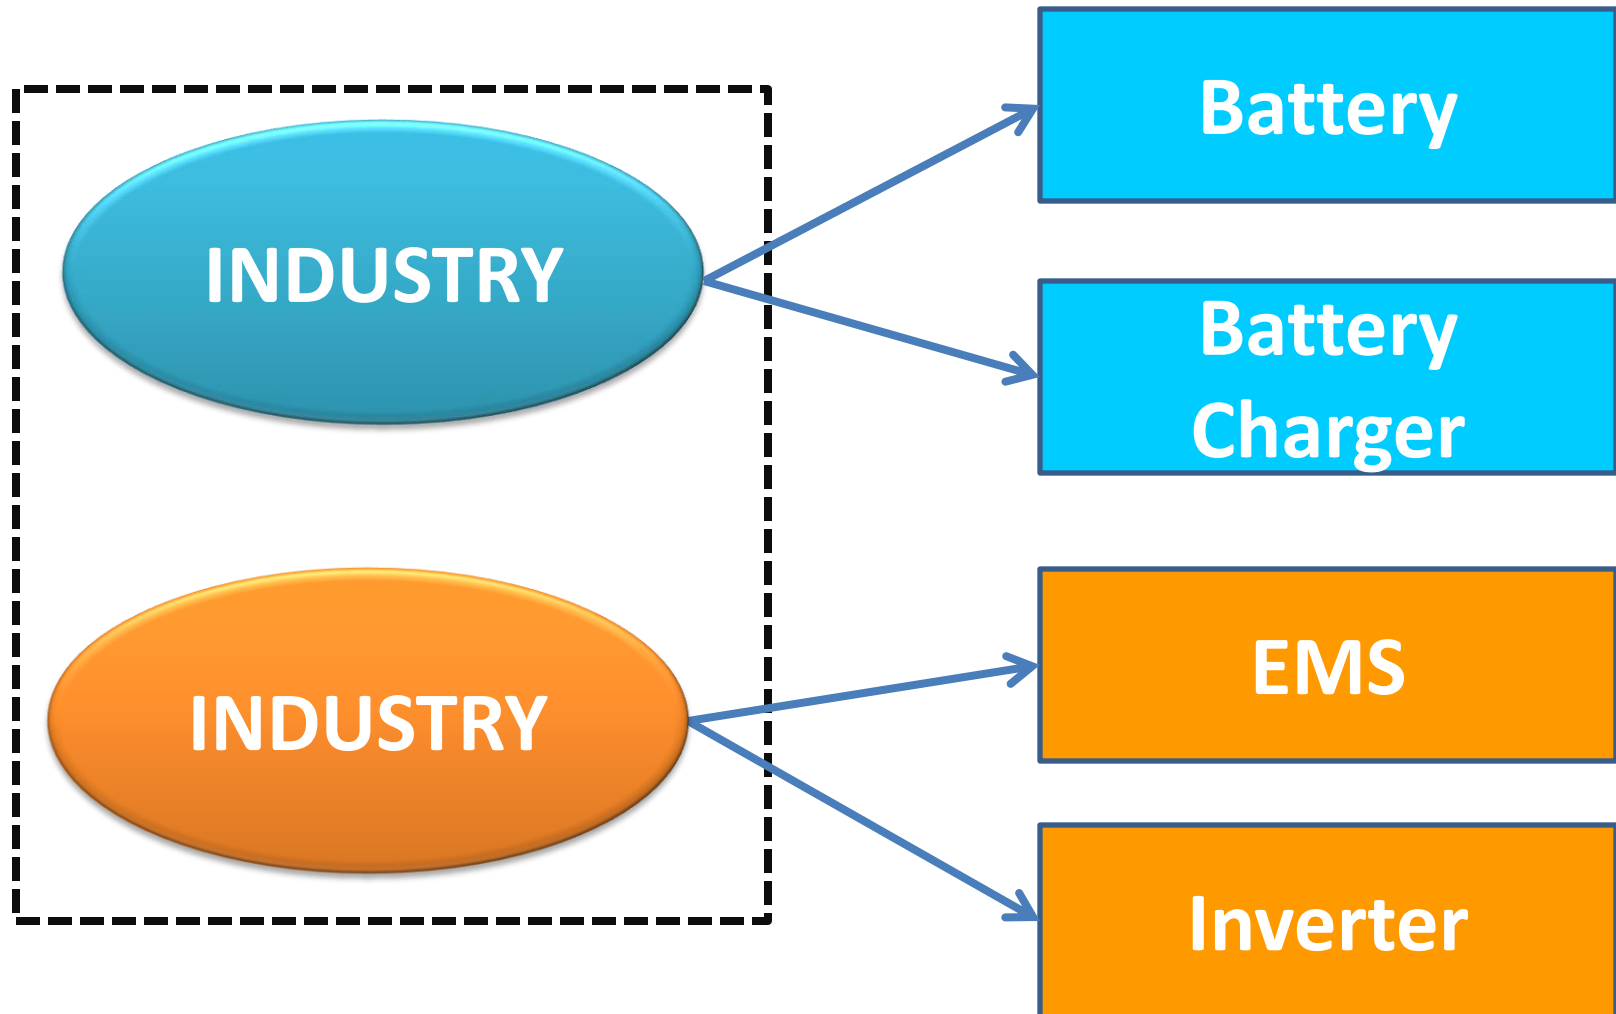 Battery
INDUSTRY
Battery
Charger
EMS
INDUSTRY
Inverter